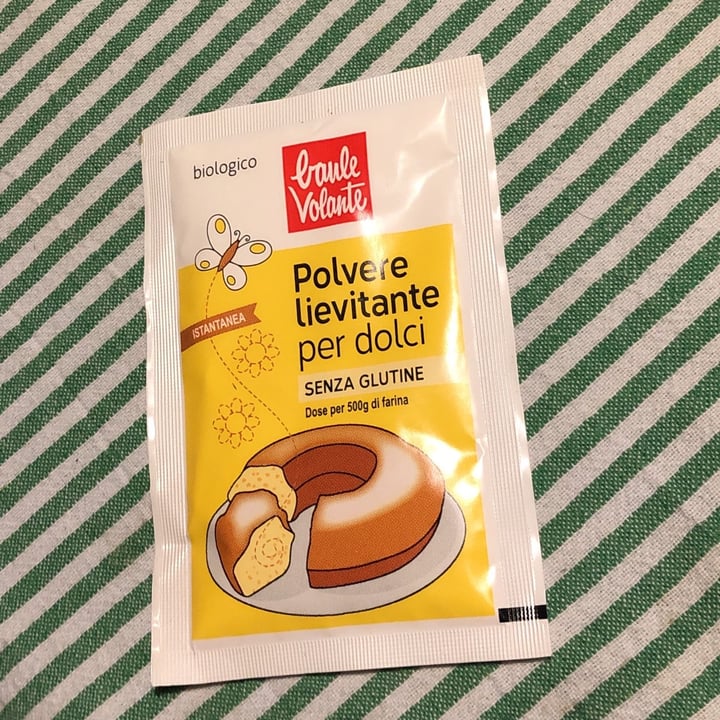 biologico
baule
Volante
Polvere
lievitante
per dolci
ISTANTANEA
SENZA GLUTINE
Dose per 500g di farina